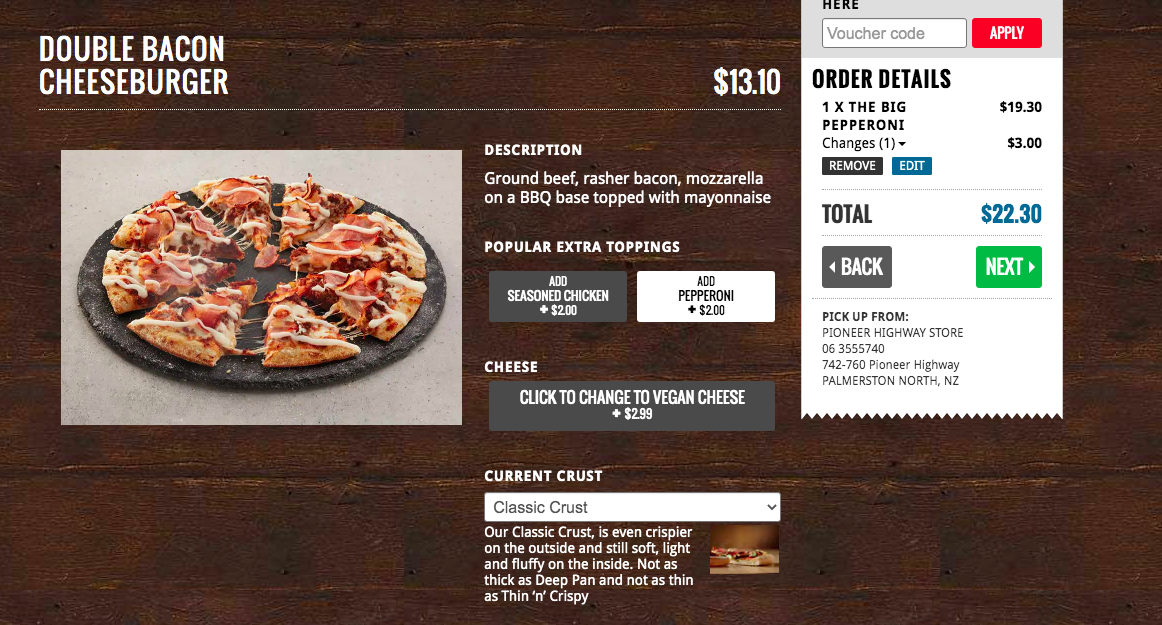 HERE
Voucher code APPLY
DOUBLE BACON
CHEESEBURGER
$13.10
DESCRIPTION
Ground beef, rasher bacon, mozzarella
on a BBQ base topped with mayonnaise
POPULAR EXTRA TOPPINGS
ADD
SEASONED CHICKEN
+ $2.00
ADD
PEPPERONI
+ $2.00
CHEESE
CLICK TO CHANGE TO VEGAN CHEESE
+ $2.99
CURRENT CRUST
Classic Crust
Our Classic Crust, is even crispier
on the outside and still soft, light
and fluffy on the inside. Not as
thick as Deep Pan and not as thin
as Thin ‘n’ Crispy
ORDER DETAILS
1 X THE BIG $19.30
PEPPERONI
Changes (1) $3.00
REMOVE EDIT
TOTAL $22.30
BACK NEXT
PICK UP FROM:
PIONEER HIGHWAY STORE
06 3555740
742-760 Pioneer Highway
PALMERSTON NORTH, NZ